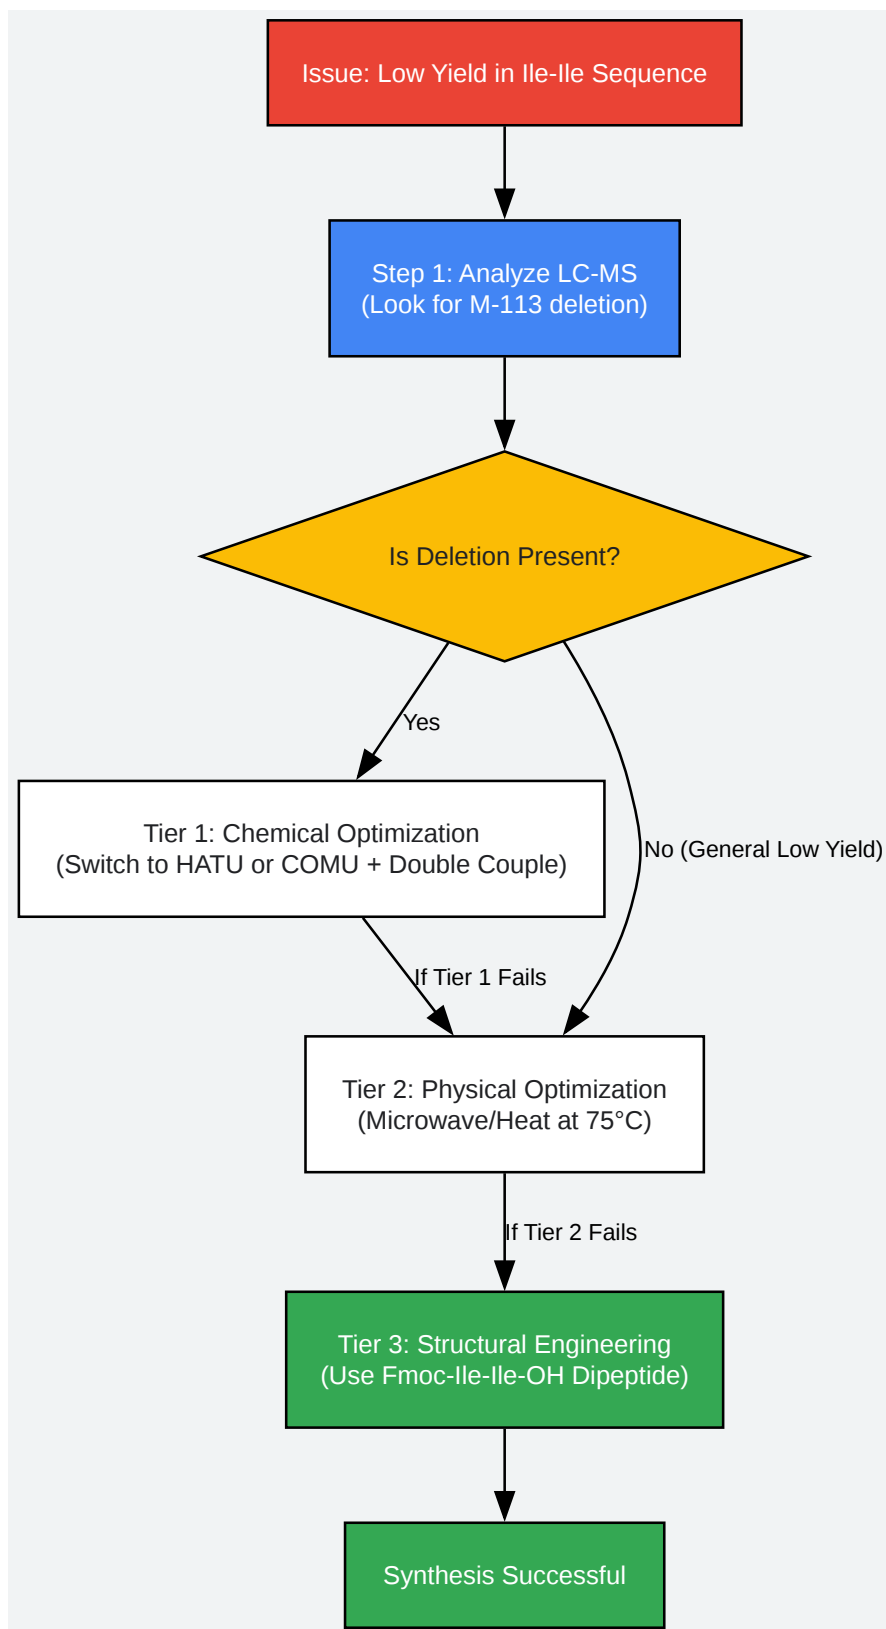 Issue: Low Yield in Ile-Ile Sequence
Step 1: Analyze LC-MS
(Look for M-113 deletion)
Is Deletion Present?
Yes
Tier 1: Chemical Optimization
(Switch to HATU or COMU + Double Couple)
No (General Low Yield)
If Tier 1 Fails
Tier 2: Physical Optimization
(Microwave/Heat at 75°C)
If Tier 2 Fails
Tier 3: Structural Engineering
(Use Fmoc-Ile-Ile-OH Dipeptide)
Synthesis Successful